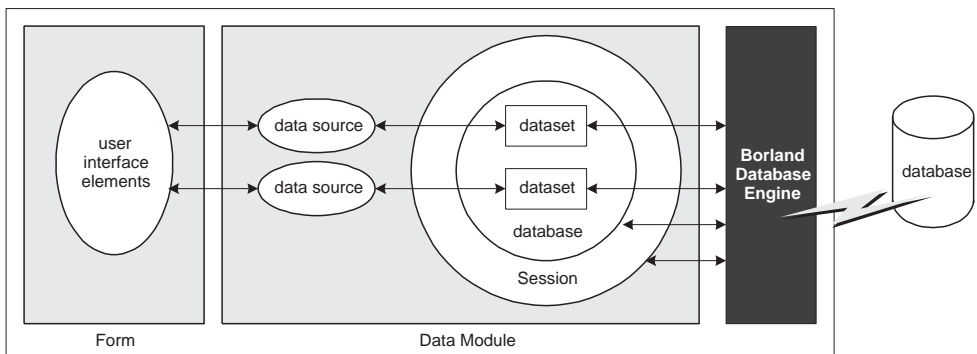 user
interface
elements
data source
data source
dataset
dataset
database
Session
Borland
Database
Engine
database
Form
Data Module